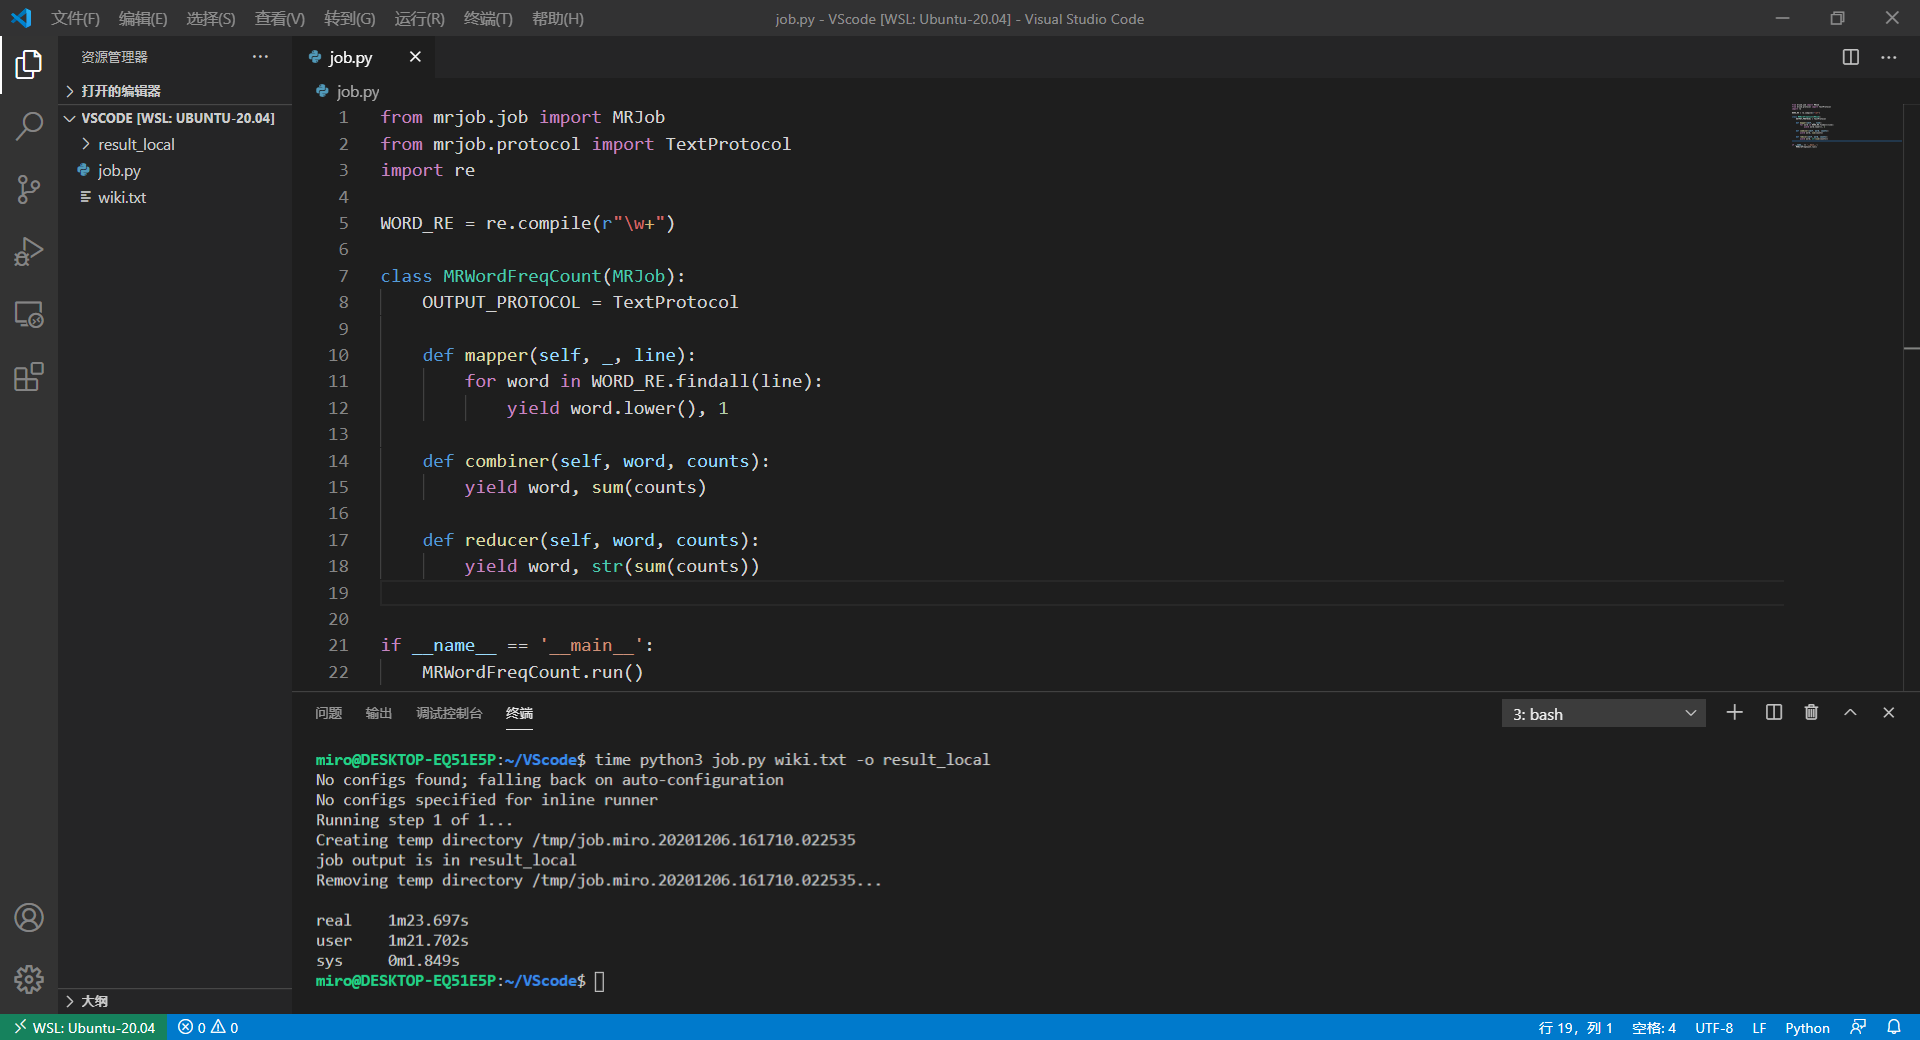 文件(F) 编辑(E) 选择(S) 查看(V) 转到(G) 运行(R) 终端(T) 帮助(H) job.py - VScode [WSL: Ubuntu-20.04] - Visual Studio Code
资源管理器
打开的编辑器
VSCODE [WSL: UBUNTU-20.04]
result_local
job.py
wiki.txt
大纲
job.py
job.py
1 from mrjob.job import MRJob
2 from mrjob.protocol import TextProtocol
3 import re
4
5 WORD_RE = re.compile(r"\w+")
6
7 class MRWordFreqCount(MRJob):
8 OUTPUT_PROTOCOL = TextProtocol
9
10 def mapper(self, _, line):
11 for word in WORD_RE.findall(line):
12 yield word.lower(), 1
13
14 def combiner(self, word, counts):
15 yield word, sum(counts)
16
17 def reducer(self, word, counts):
18 yield word, str(sum(counts))
19
20
21 if __name__ == '__main__':
22 MRWordFreqCount.run()
问题 输出 调试控制台 终端 3: bash
miro@DESKTOP-EQ51E5P:~/VScode$ time python3 job.py wiki.txt -o result_local
No configs found; falling back on auto-configuration
No configs specified for inline runner
Running step 1 of 1...
Creating temp directory /tmp/job.miro.20201206.161710.022535
job output is in result_local
Removing temp directory /tmp/job.miro.20201206.161710.022535...
real 1m23.697s
user 1m21.702s
sys 0m1.849s
miro@DESKTOP-EQ51E5P:~/VScode$
WSL: Ubuntu-20.04 0 0 行 19，列 1 空格: 4 UTF-8 LF Python